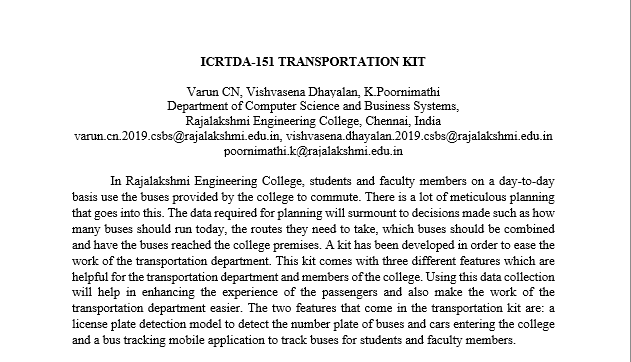 ICRTDA-151 TRANSPORTATION KIT
Varun CN, Vishvasena Dhayalan, K.Poornimathi
Department of Computer Science and Business Systems,
Rajalakshmi Engineering College, Chennai, India
varun.cn.2019.csbs@rajalakshmi.edu.in, vishvasena.dhayalan.2019.csbs@rajalakshmi.edu.in
poornimathi.k@rajalakshmi.edu.in
In Rajalakshmi Engineering College, students and faculty members on a day-to-day
basis use the buses provided by the college to commute. There is a lot of meticulous planning
that goes into this. The data required for planning will surmount to decisions made such as how
many buses should run today, the routes they need to take, which buses should be combined
and have the buses reached the college premises. A kit has been developed in order to ease the
work of the transportation department. This kit comes with three different features which are
helpful for the transportation department and members of the college. Using this data collection
will help in enhancing the experience of the passengers and also make the work of the
transportation department easier. The two features that come in the transportation kit are: a
license plate detection model to detect the number plate of buses and cars entering the college
and a bus tracking mobile application to track buses for students and faculty members.